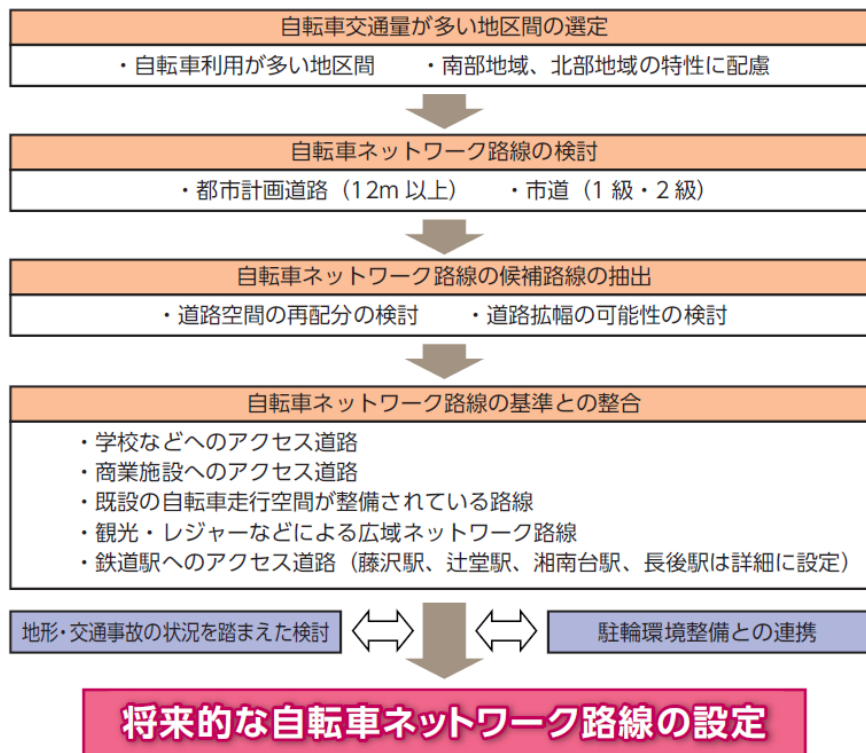 自転車交通量が多い地区間の選定
・自転車利用が多い地区間　・南部地域、北部地域の特性に配慮
自転車ネットワーク路線の検討
・都市計画道路（12m 以上）　・市道（1 級・2 級）
自転車ネットワーク路線の候補路線の抽出
・道路空間の再配分の検討　・道路拡幅の可能性の検討
自転車ネットワーク路線の基準との整合
・学校などへのアクセス道路
・商業施設へのアクセス道路
・既設の自転車走行空間が整備されている路線
・観光・レジャーなどによる広域ネットワーク路線
・鉄道駅へのアクセス道路（藤沢駅、辻堂駅、湘南台駅、長後駅は詳細に設定）
地形・交通事故の状況を踏まえた検討
駐輪環境整備との連携
将来的な自転車ネットワーク路線の設定